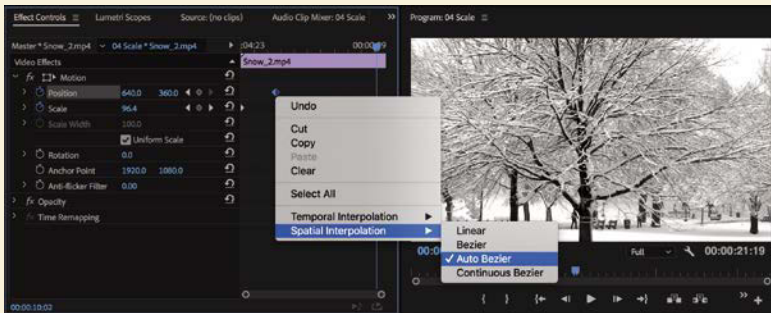 Effect Controls
Lumetri Scopes
Source: (no clips)
Audio Clip Mixer: 04 Scale
Program: 04 Scale
Master * Snow_2.mp4
04 Scale * Snow_2.mp4
:04:23
Video Effects
Snow_2.mp4
fx Motion
Position 640.0 360.0
Scale 96.4
Scale Width 100.0
Uniform Scale
Rotation 0.0
Anchor Point 1920.0 1080.0
Anti-flicker Filter 0.00
fx Opacity
Time Remapping
00:00:10:02
Undo
Cut
Copy
Paste
Clear
Select All
Temporal Interpolation
Spatial Interpolation
Linear
Bezier
Auto Bezier
Continuous Bezier
Full
00:00:21:19